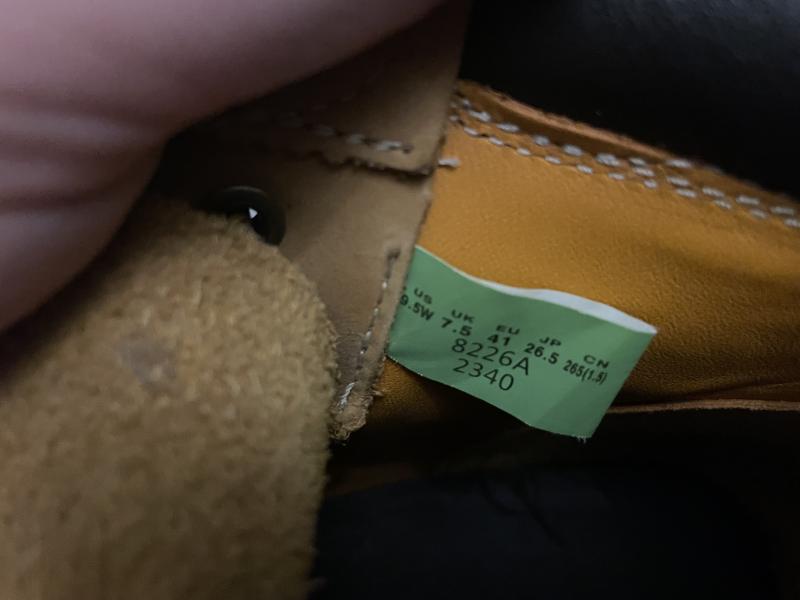 US UK EU JP CN
9.5W 7.5 41 26.5 265(1.5)
8226A
2340